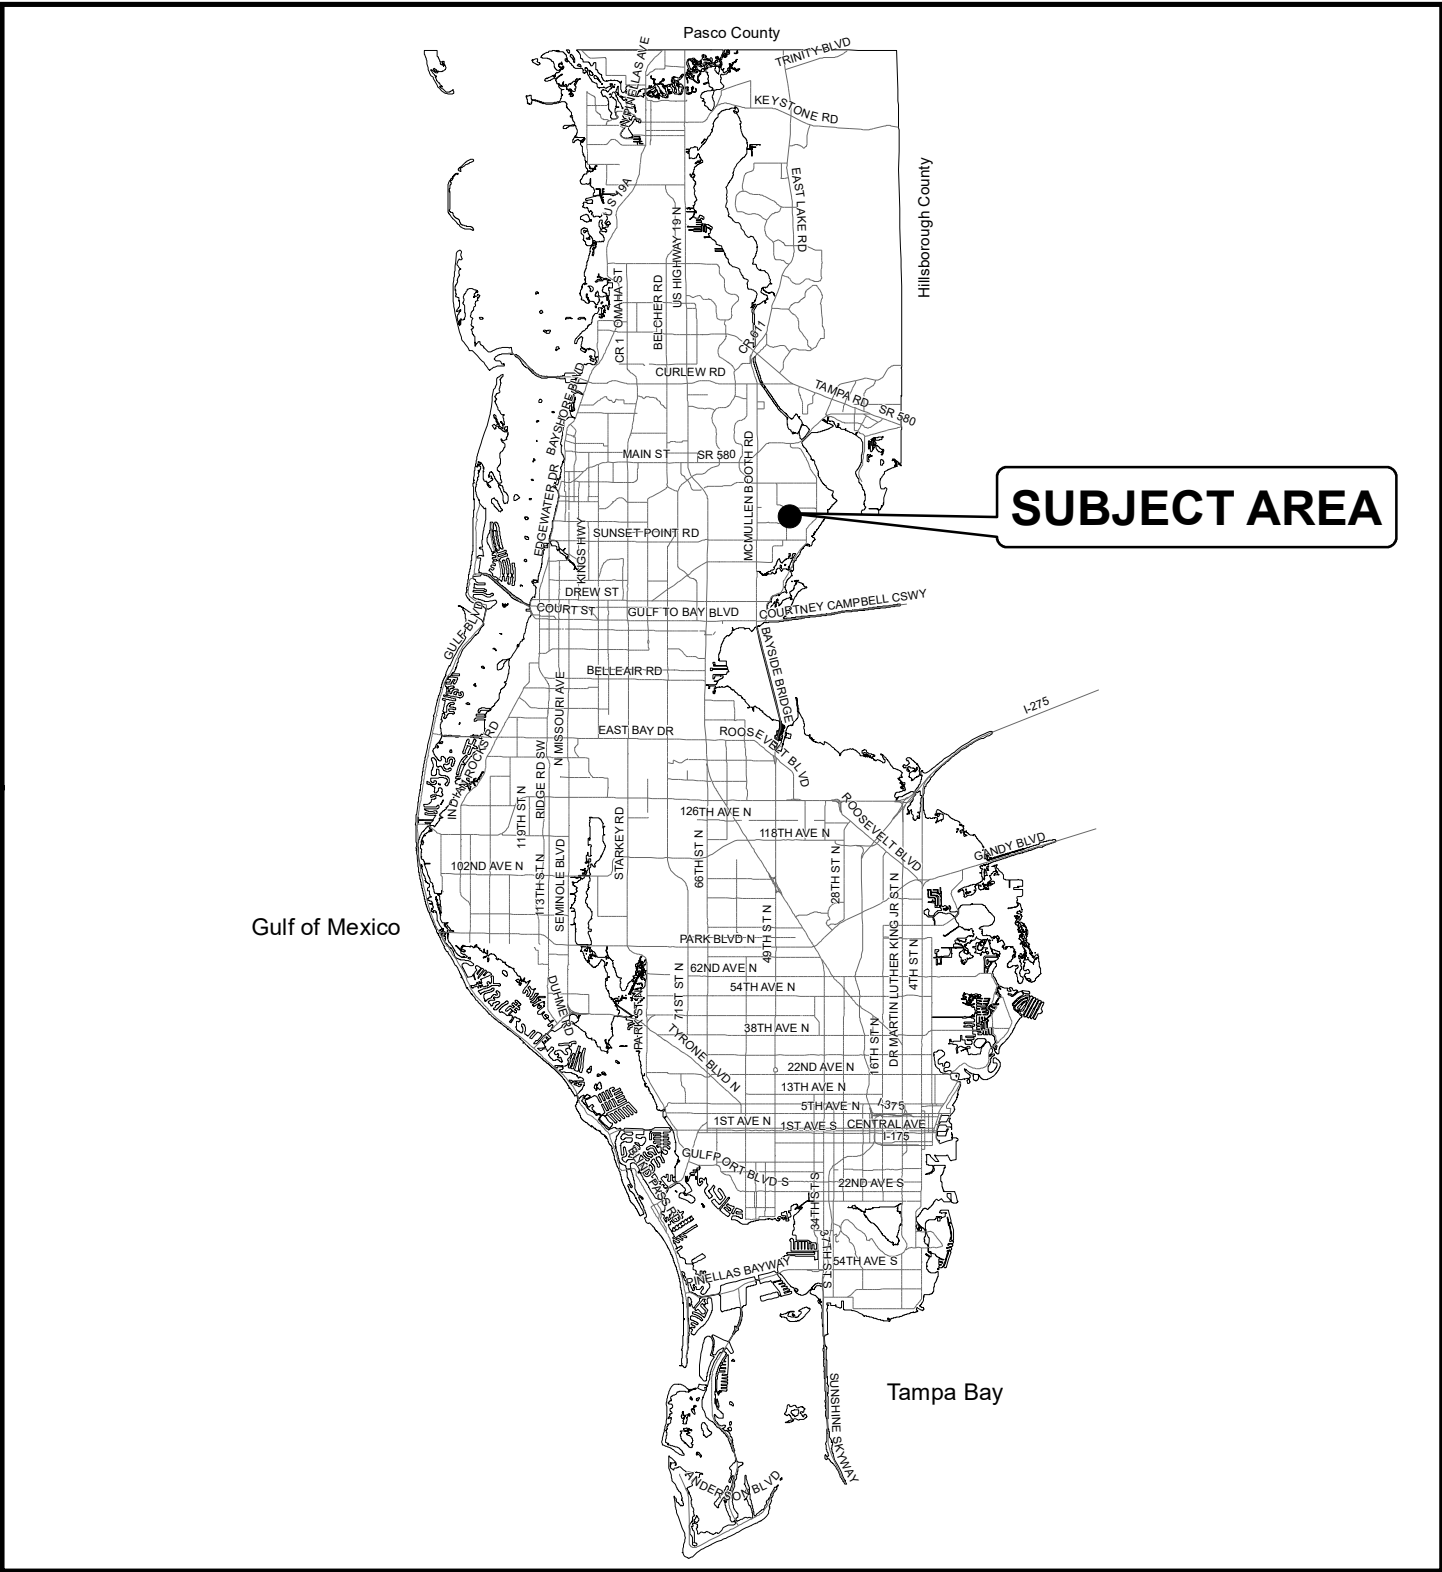 Pasco County
N PINELLAS AVE
TRINITY BLVD
KEYSTONE RD
Hillsborough County
US 19A
EAST LAKE RD
US HIGHWAY 19 N
CR 1
OMAHA ST
BELCHER RD
CR 611
CURLEW RD
TAMPA RD
SR 580
BAYSHORE BLVD
MAIN ST
SR 580
MCMULLEN BOOTH RD
EDGEWATER DR
SUBJECT AREA
KINGS HWY
SUNSET POINT RD
DREW ST
COURT ST
GULF TO BAY BLVD
COURTNEY CAMPBELL CSWY
GULF BLVD
BAYSIDE BRIDGE
BELLEAIR RD
N MISSOURI AVE
I-275
EAST BAY DR
ROOSEVELT BLVD
INDIAN ROCKS RD
RIDGE RD SW
119TH ST N
STARKEY RD
126TH AVE N
118TH AVE N
ROOSEVELT BLVD
GANDY BLVD
66TH ST N
28TH ST N
102ND AVE N
113TH ST N
SEMINOLE BLVD
DR MARTIN LUTHER KING JR ST N
Gulf of Mexico
49TH ST N
PARK BLVD N
4TH ST N
62ND AVE N
71ST ST N
54TH AVE N
DUHME RD
PARK ST N
38TH AVE N
16TH ST N
TYRONE BLVD N
22ND AVE N
13TH AVE N
5TH AVE N
I-375
1ST AVE N
1ST AVE S
CENTRAL AVE
I-175
GULFPORT BLVD S
BLIND PASS RD
22ND AVE S
34TH ST S
37TH ST S
54TH AVE S
PINELLAS BAYWAY
Tampa Bay
SUNSHINE SKYWAY
ANDERSON BLVD